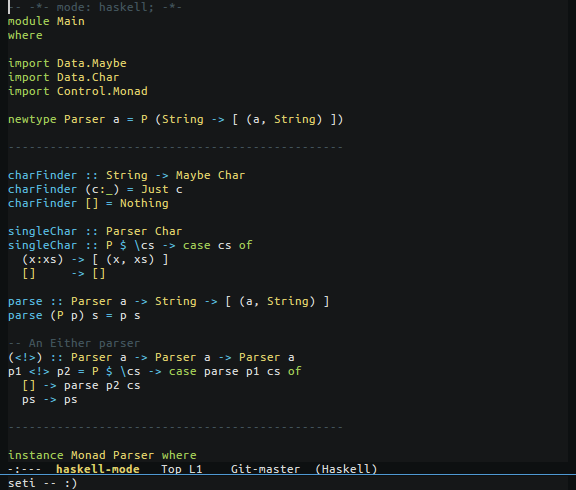 -- -*- mode: haskell; -*-
module Main
where
import Data.Maybe
import Data.Char
import Control.Monad
newtype Parser a = P (String -> [ (a, String) ])
------------------------------------------------
charFinder :: String -> Maybe Char
charFinder (c:_) = Just c
charFinder [] = Nothing
singleChar :: Parser Char
singleChar :: P $ \cs -> case cs of
  (x:xs) -> [ (x, xs) ]
  []     -> []
parse :: Parser a -> String -> [ (a, String) ]
parse (P p) s = p s
-- An Either parser
(<!>) :: Parser a -> Parser a -> Parser a
p1 <!> p2 = P $ \cs -> case parse p1 cs of
  [] -> parse p2 cs
  ps -> ps
------------------------------------------------
instance Monad Parser where
-:---  haskell-mode   Top L1    Git-master  (Haskell)
seti -- :)